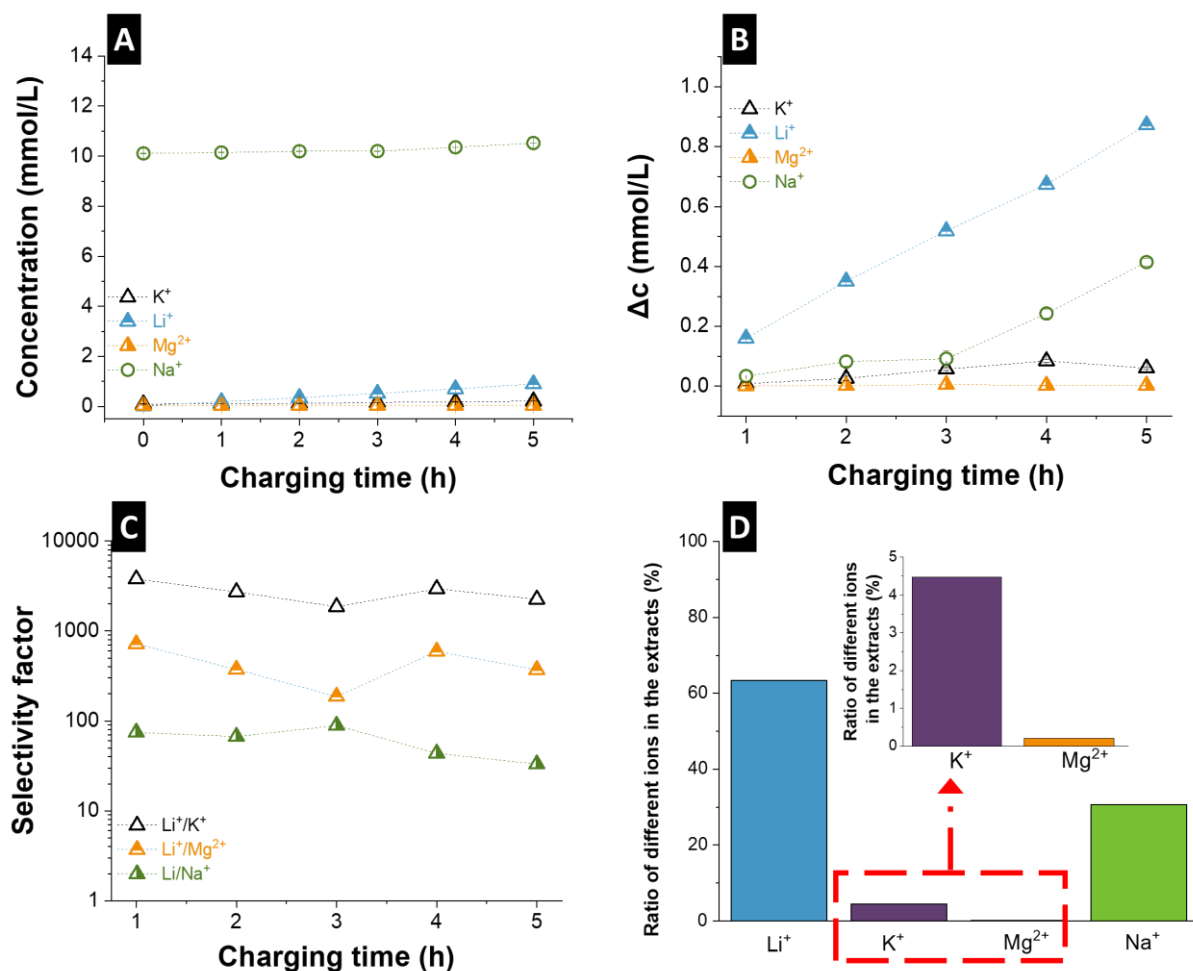 A
Concentration (mmol/L)
14
12
10
8
6
4
2
0
K⁺
Li⁺
Mg²⁺
Na⁺
0 1 2 3 4 5
Charging time (h)
B
Δc (mmol/L)
1.0
0.8
0.6
0.4
0.2
0.0
K⁺
Li⁺
Mg²⁺
Na⁺
1 2 3 4 5
Charging time (h)
C
Selectivity factor
10000
1000
100
10
1
Li⁺/K⁺
Li⁺/Mg²⁺
Li/Na⁺
1 2 3 4 5
Charging time (h)
D
Ratio of different ions in the extracts (%)
100
80
60
40
20
0
Ratio of different ions
in the extracts (%)
5
4
3
2
1
0
K⁺ Mg²⁺
Li⁺ K⁺ Mg²⁺ Na⁺